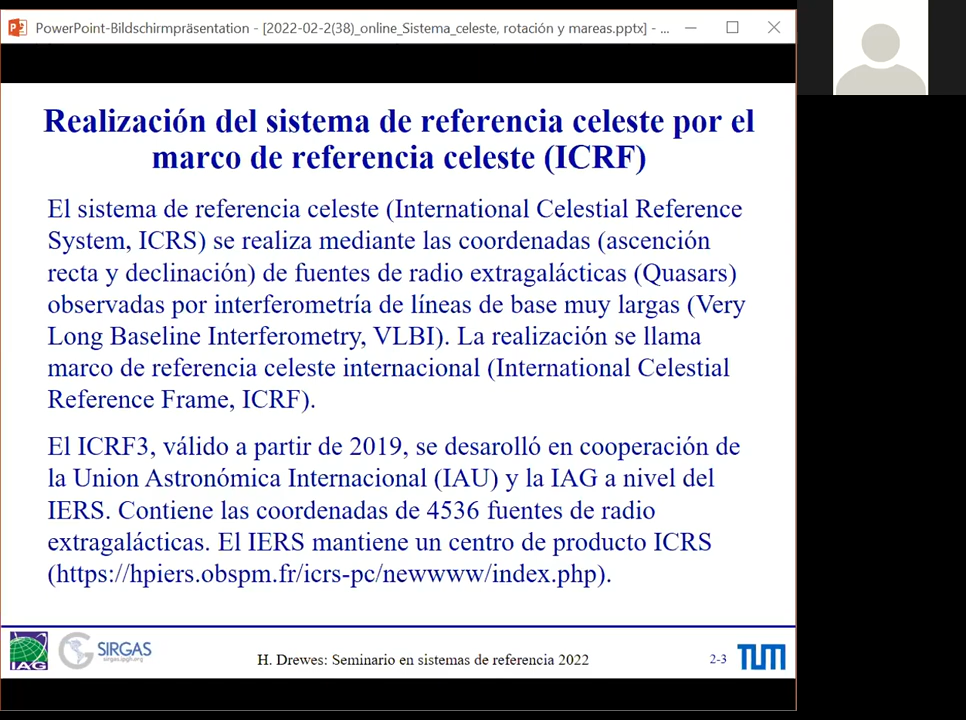 PowerPoint-Bildschirmpräsentation - [2022-02-2(38)_online_Sistema_celeste, rotación y mareas.pptx] - ...
Realización del sistema de referencia celeste por el
marco de referencia celeste (ICRF)
El sistema de referencia celeste (International Celestial Reference
System, ICRS) se realiza mediante las coordenadas (ascención
recta y declinación) de fuentes de radio extragalácticas (Quasars)
observadas por interferometría de líneas de base muy largas (Very
Long Baseline Interferometry, VLBI). La realización se llama
marco de referencia celeste internacional (International Celestial
Reference Frame, ICRF).
El ICRF3, válido a partir de 2019, se desarolló en cooperación de
la Union Astronómica Internacional (IAU) y la IAG a nivel del
IERS. Contiene las coordenadas de 4536 fuentes de radio
extragalácticas. El IERS mantiene un centro de producto ICRS
(https://hpiers.obspm.fr/icrs-pc/newwww/index.php).
IAG
SIRGAS
sirgas.ipgh.org
H. Drewes: Seminario en sistemas de referencia 2022
2-3
TUM